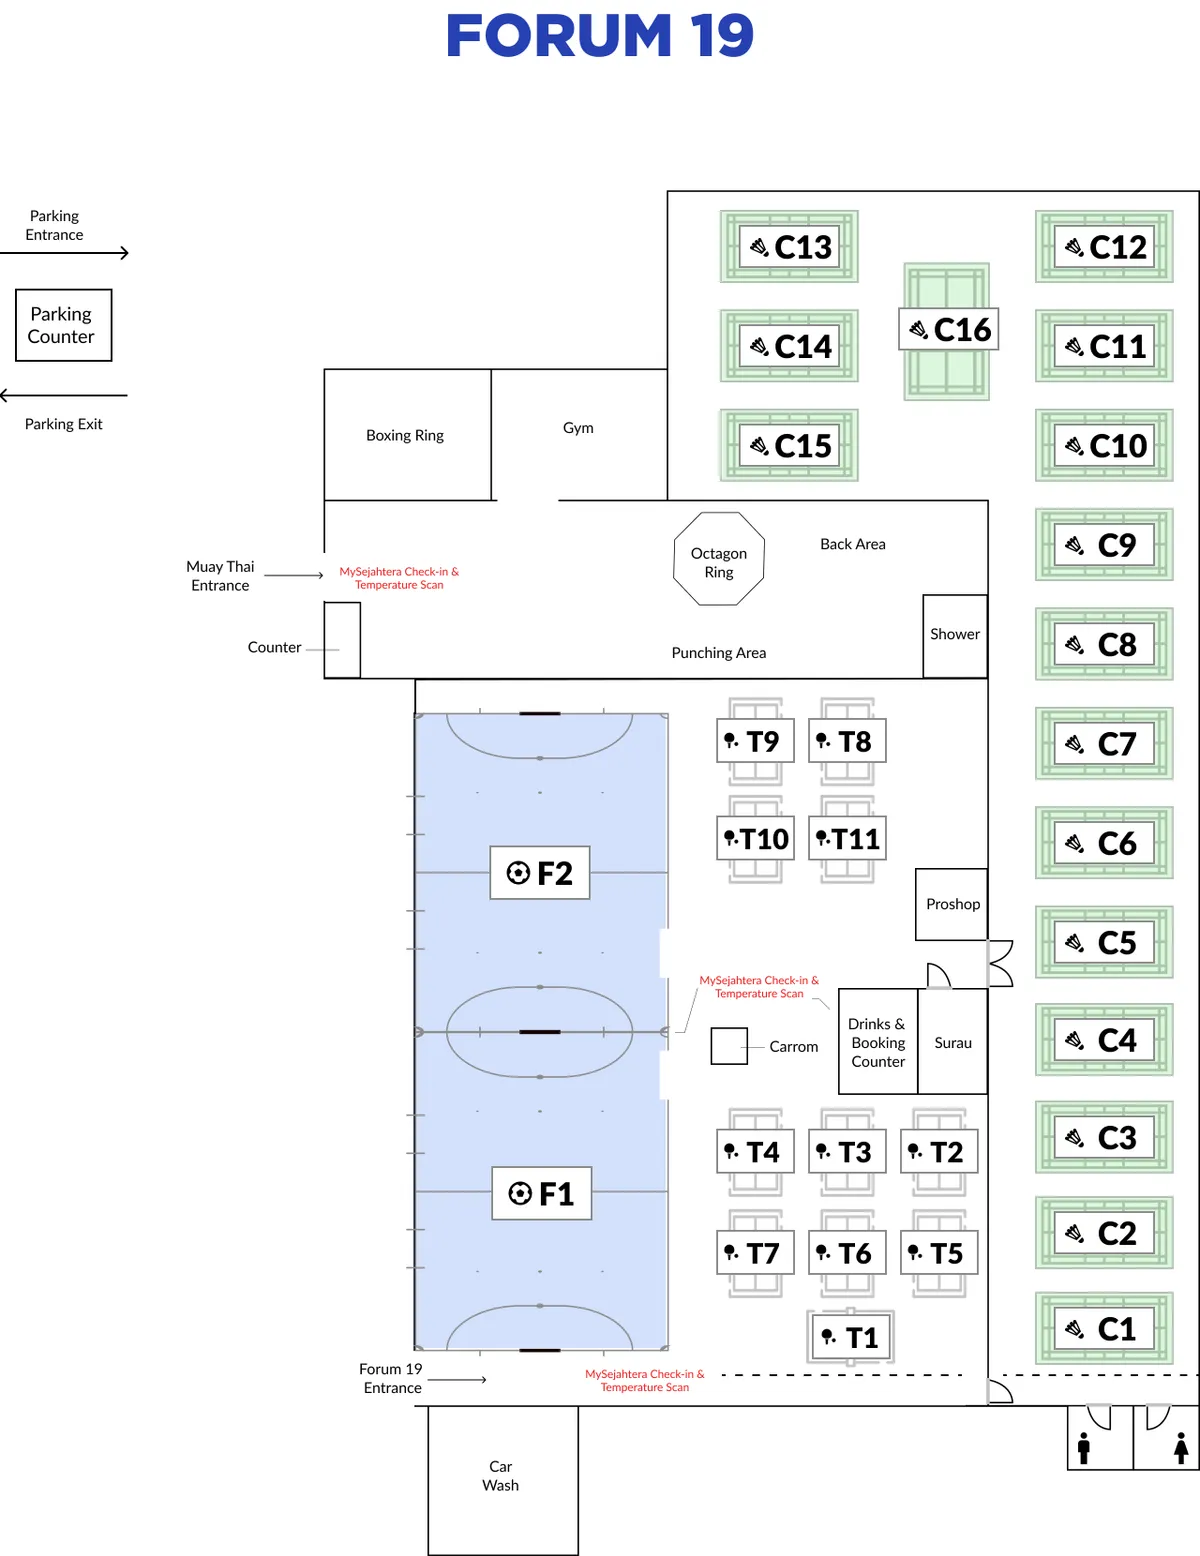 FORUM 19
Parking
Entrance
Parking
Counter
Parking Exit
C13
C12
C16
C14
C11
C15
C10
Boxing Ring
Gym
Octagon
Ring
Back Area
C9
Muay Thai
Entrance
MySejahtera Check-in &
Temperature Scan
Counter
Punching Area
Shower
C8
T9
T8
C7
T10
T11
C6
F2
Proshop
C5
MySejahtera Check-in &
Temperature Scan
Carrom
Drinks &
Booking
Counter
Surau
C4
T4
T3
T2
C3
F1
T7
T6
T5
C2
T1
C1
Forum 19
Entrance
MySejahtera Check-in &
Temperature Scan
Car
Wash